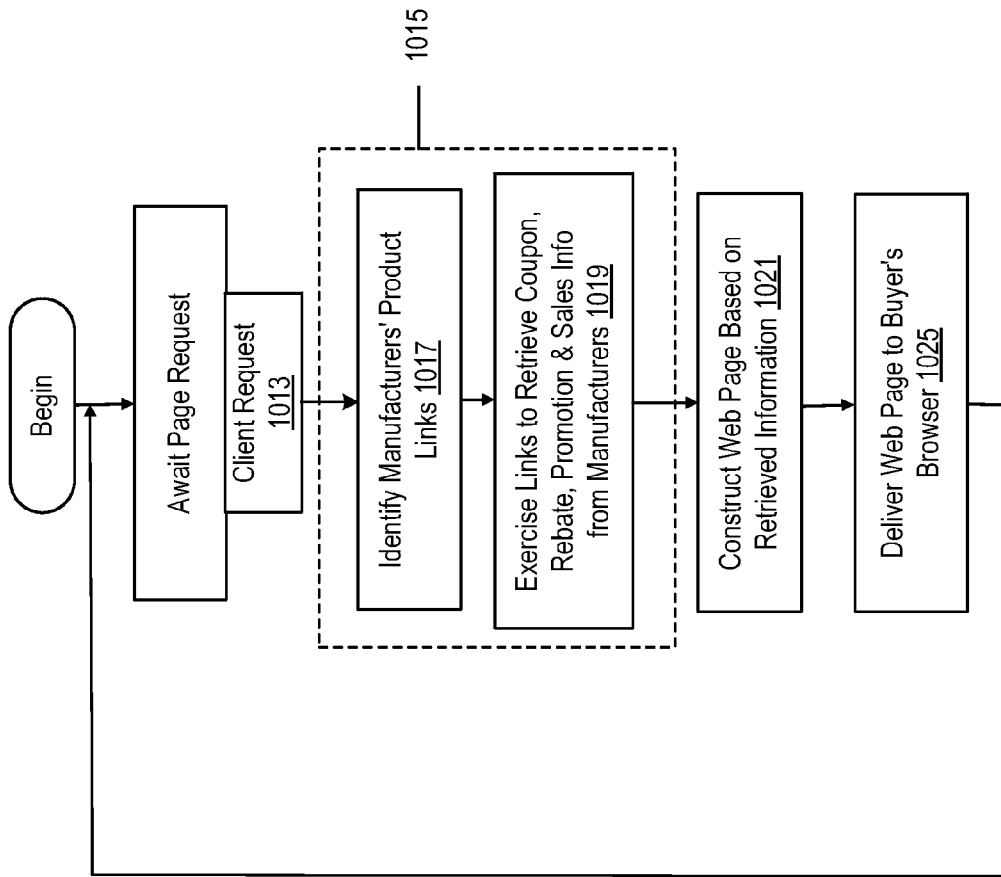 Begin
Await Page Request
Client Request
1013
1015
Identify Manufacturers' Product
Links 1017
Exercise Links to Retrieve Coupon,
Rebate, Promotion & Sales Info
from Manufacturers 1019
Construct Web Page Based on
Retrieved Information 1021
Deliver Web Page to Buyer's
Browser 1025